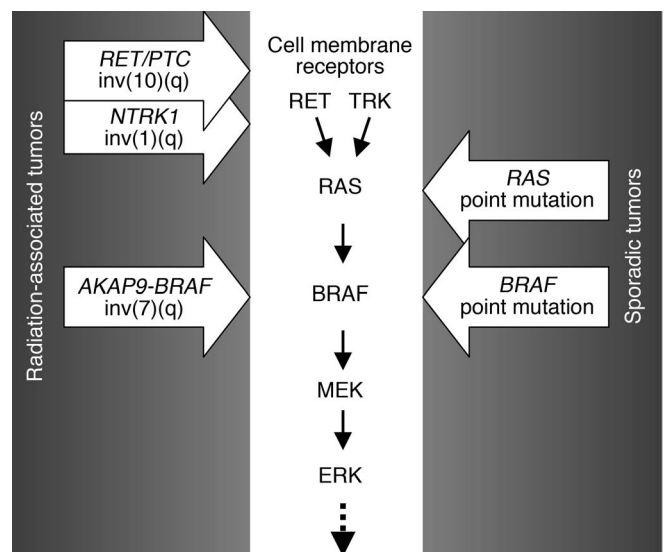 Radiation-associated tumors
RET/PTC
inv(10)(q)
NTRK1
inv(1)(q)
AKAP9-BRAF
inv(7)(q)
Cell membrane
receptors
RET TRK
RAS
BRAF
MEK
ERK
RAS
point mutation
BRAF
point mutation
Sporadic tumors